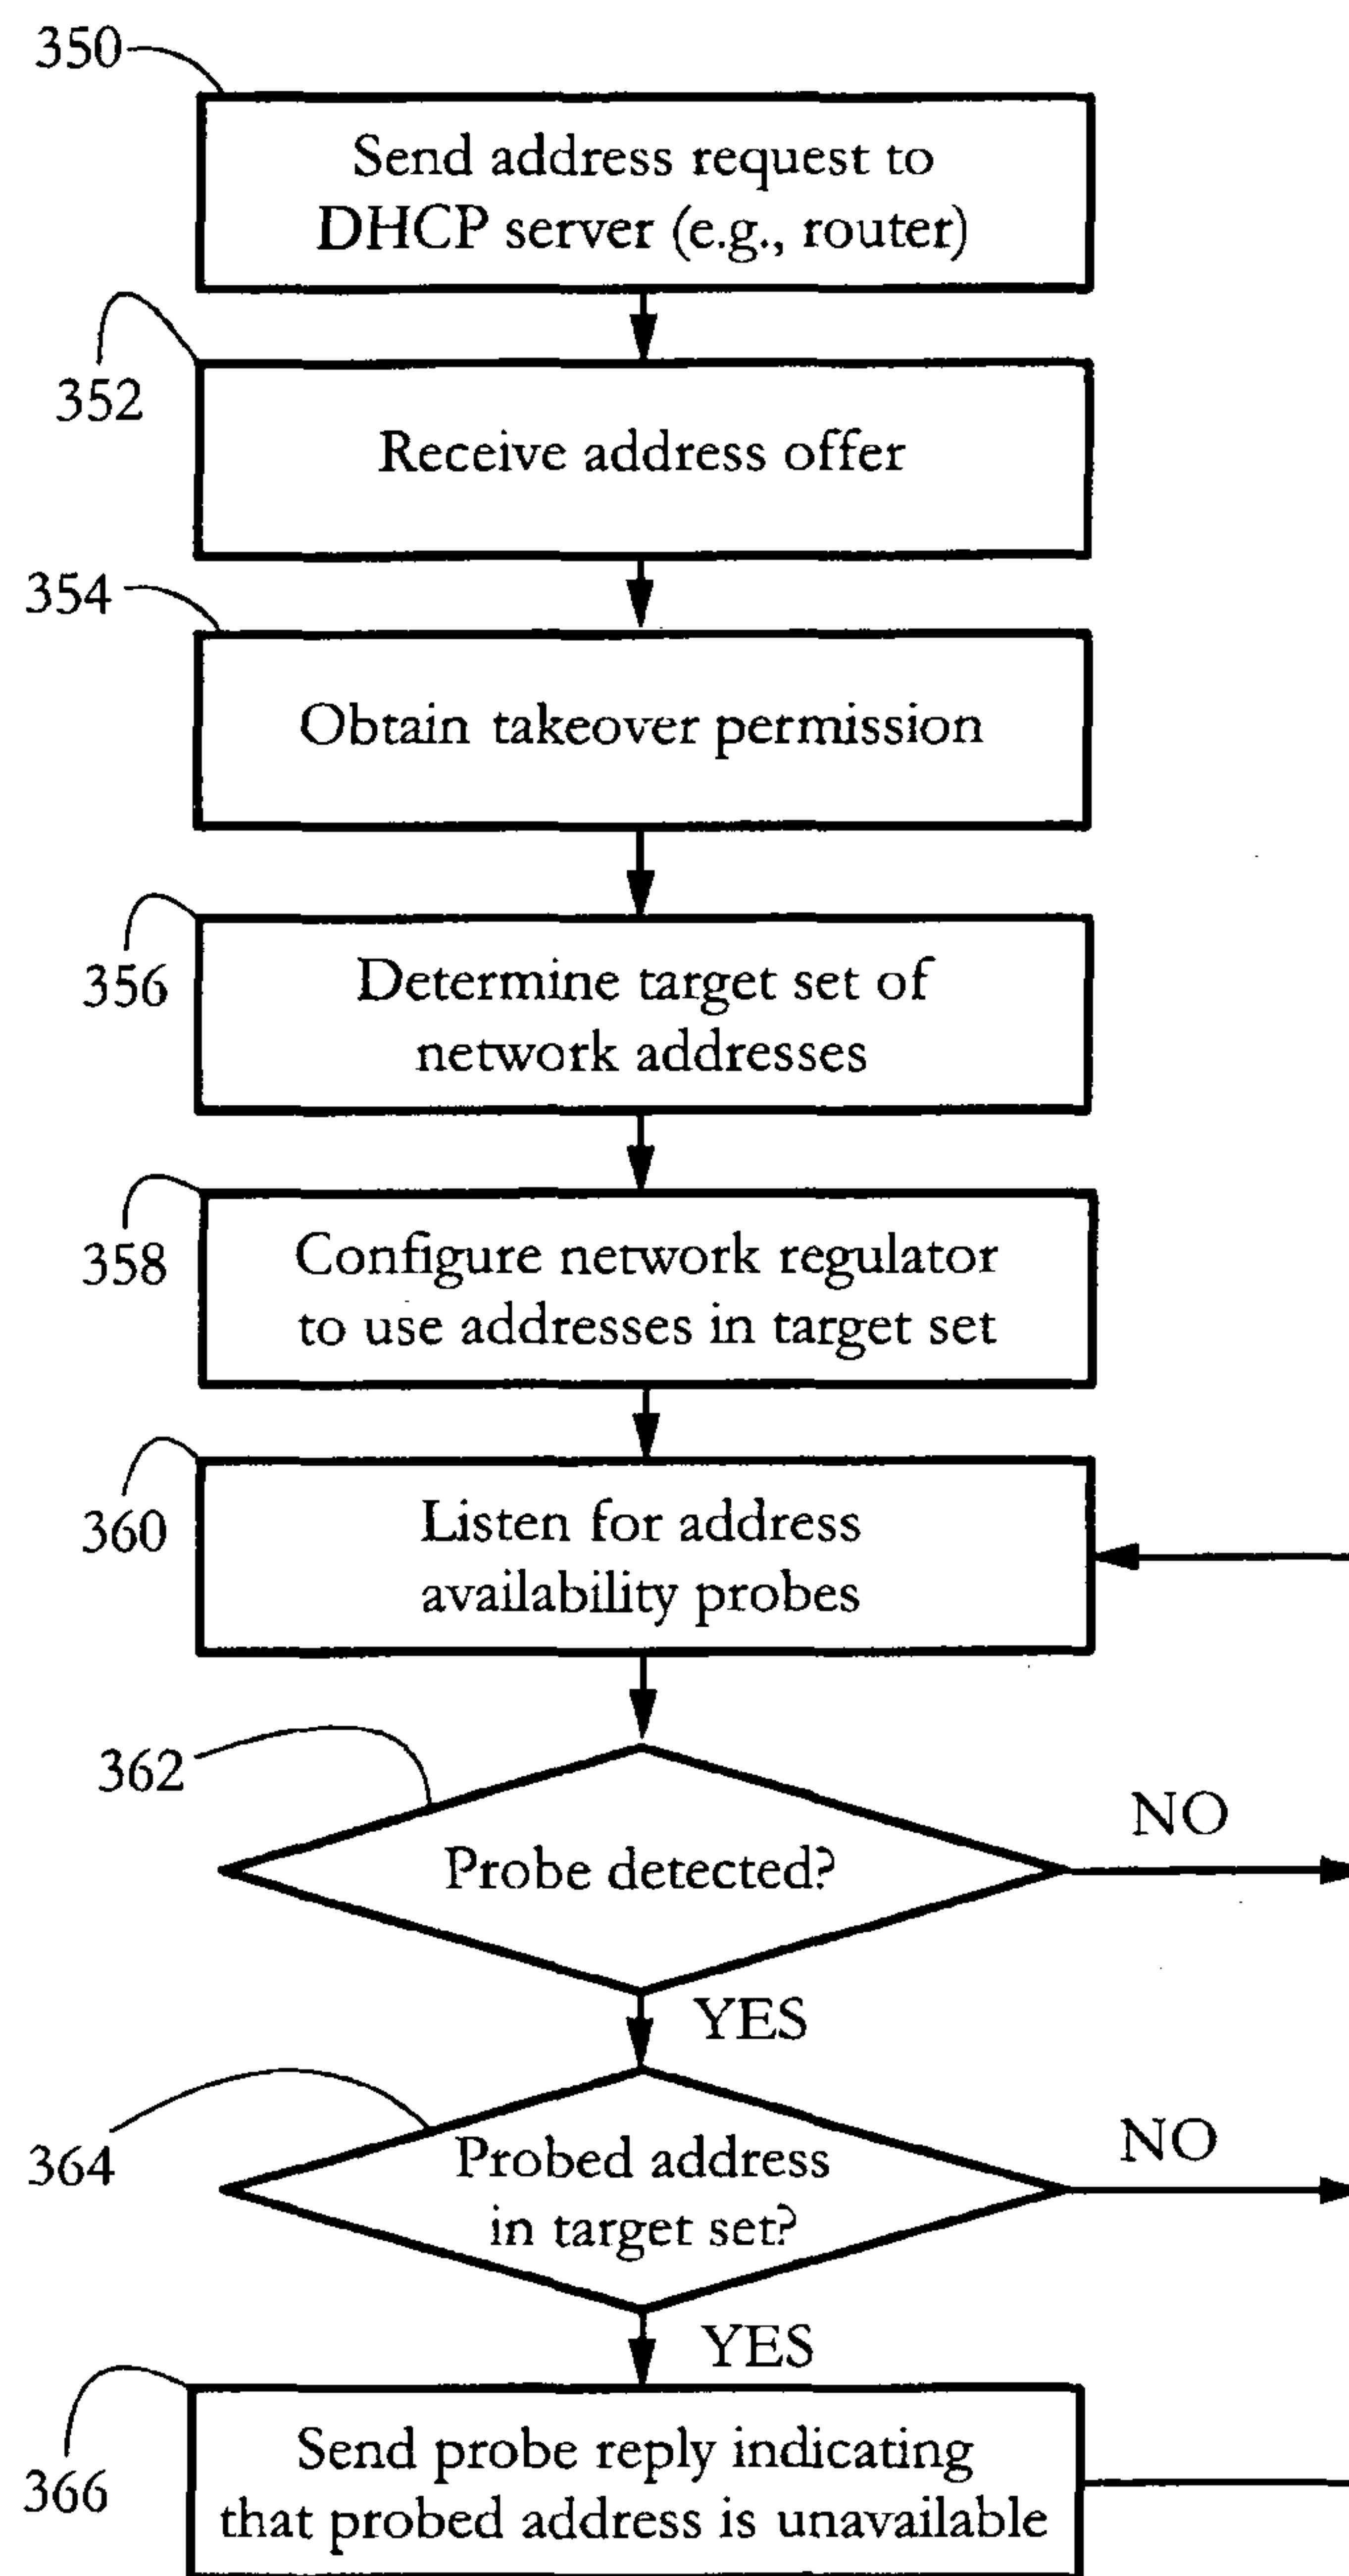 350
Send address request to
DHCP server (e.g., router)
352
Receive address offer
354
Obtain takeover permission
356
Determine target set of
network addresses
358
Configure network regulator
to use addresses in target set
360
Listen for address
availability probes
362
Probe detected?
NO
YES
364
Probed address
in target set?
NO
YES
366
Send probe reply indicating
that probed address is unavailable